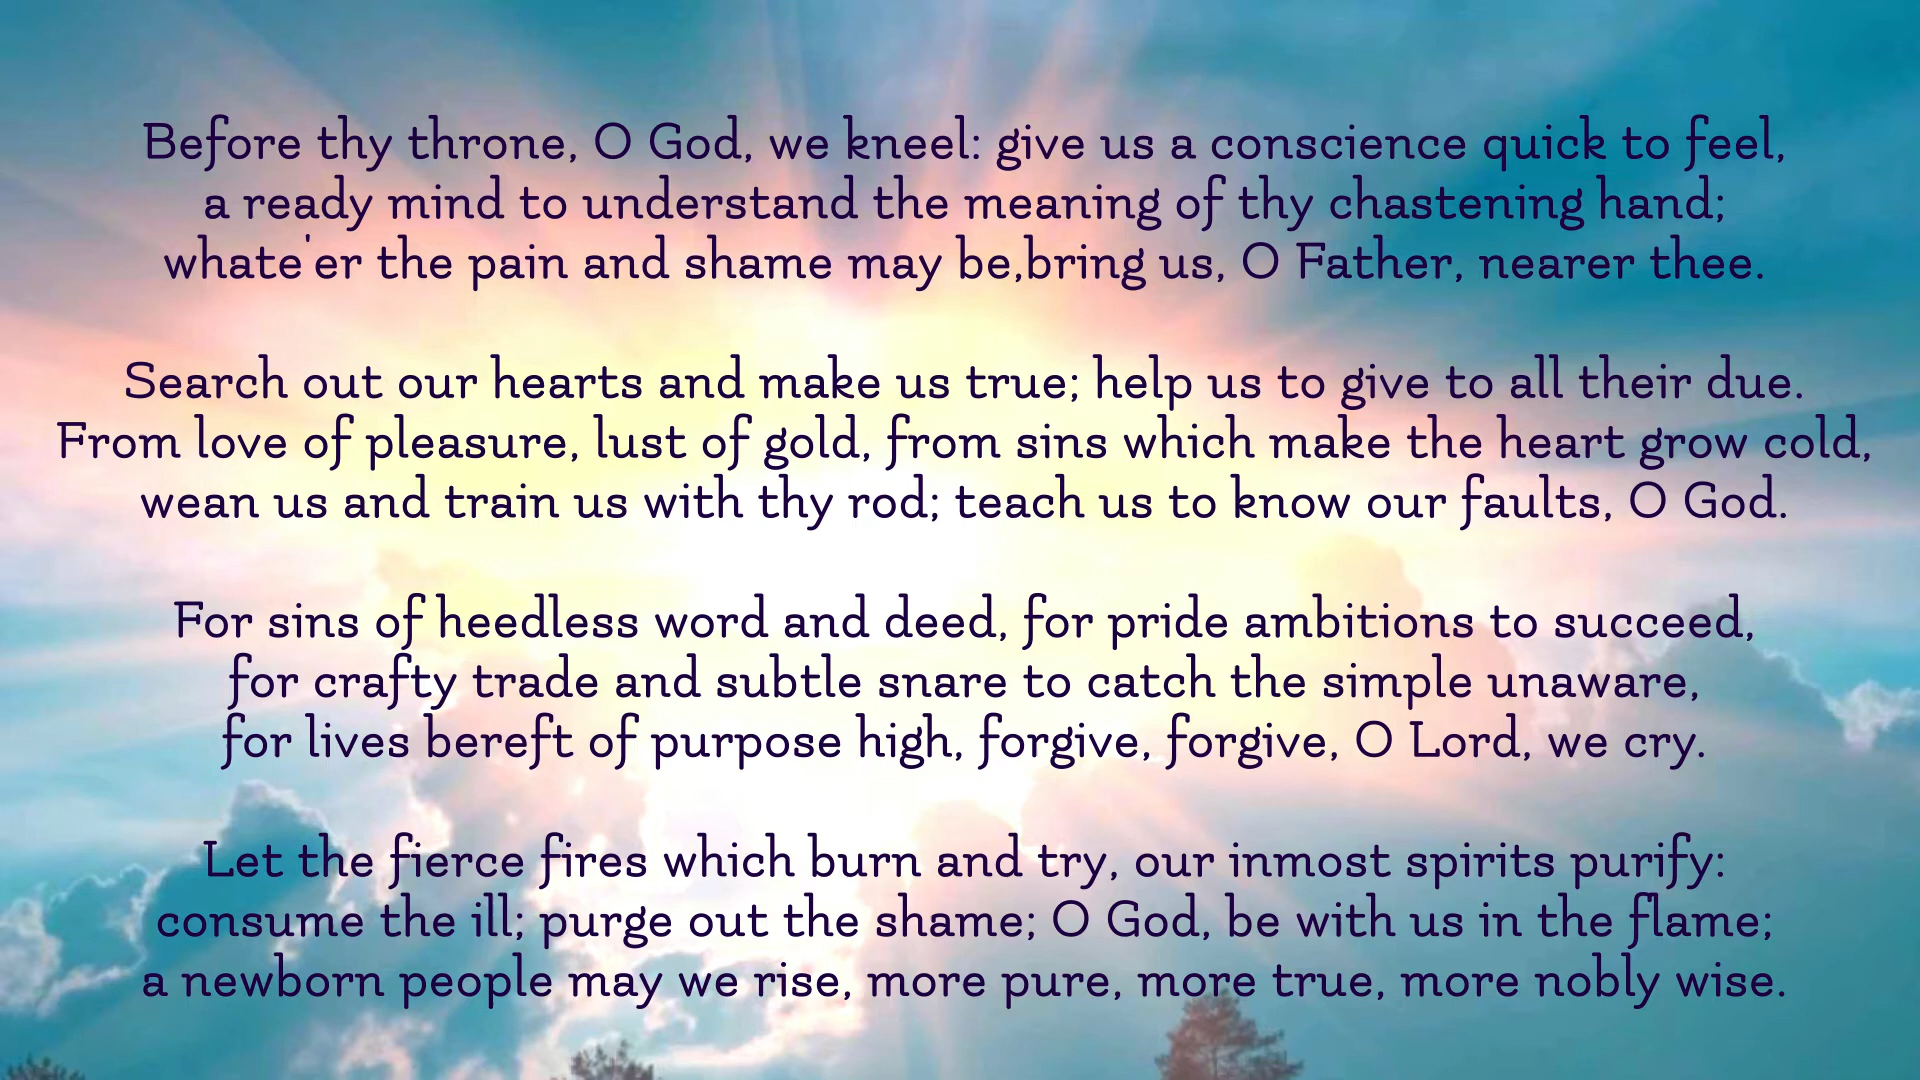 Before thy throne, O God, we kneel: give us a conscience quick to feel,
a ready mind to understand the meaning of thy chastening hand;
whate'er the pain and shame may be,bring us, O Father, nearer thee.
Search out our hearts and make us true; help us to give to all their due.
From love of pleasure, lust of gold, from sins which make the heart grow cold,
wean us and train us with thy rod; teach us to know our faults, O God.
For sins of heedless word and deed, for pride ambitions to succeed,
for crafty trade and subtle snare to catch the simple unaware,
for lives bereft of purpose high, forgive, forgive, O Lord, we cry.
Let the fierce fires which burn and try, our inmost spirits purify:
consume the ill; purge out the shame; O God, be with us in the flame;
a newborn people may we rise, more pure, more true, more nobly wise.